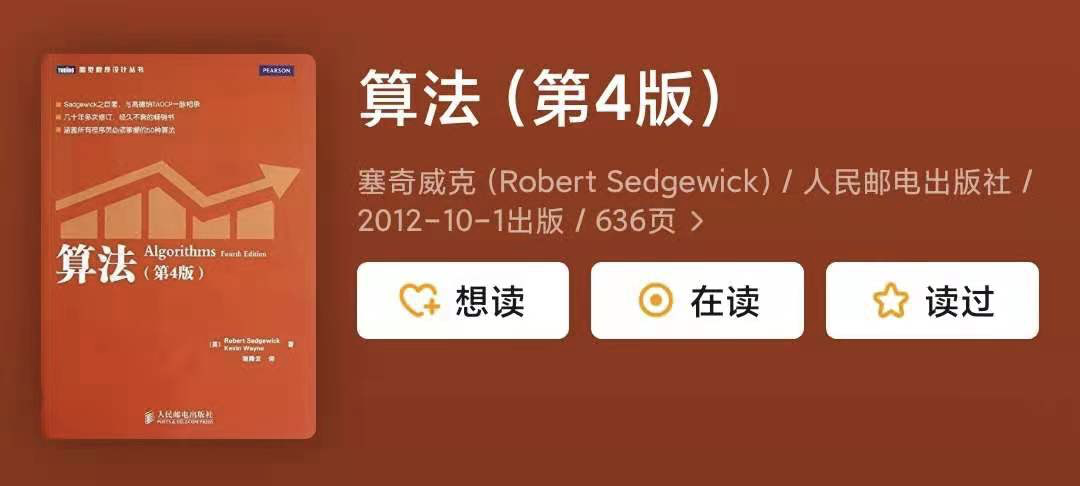 图灵程序设计丛书
PEARSON
Sedgewick之巨著，与高德纳TAOCP一脉相承
几十年多次修订，经久不衰的畅销书
涵盖所有程序员必须掌握的50种算法
算法
Algorithms Fourth Edition
（第4版）
［美］ Robert Sedgewick
Kevin Wayne 著
谢路云 译
人民邮电出版社
POSTS & TELECOM PRESS
算法（第4版）
塞奇威克 (Robert Sedgewick) / 人民邮电出版社 /
2012-10-1出版 / 636页 >
想读
在读
读过